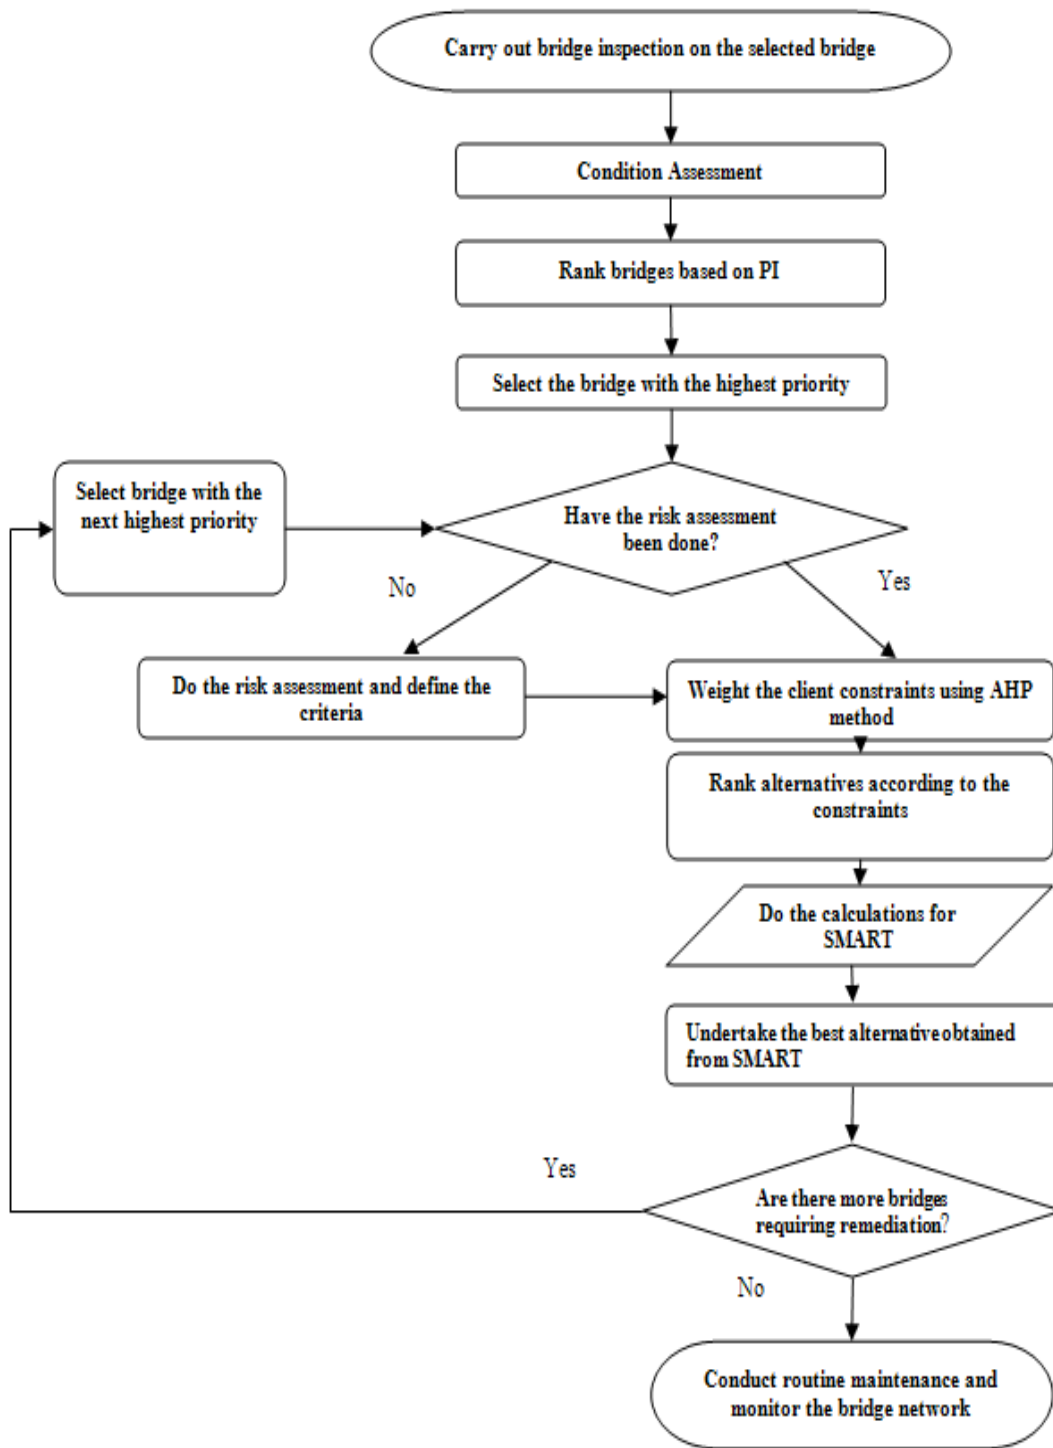 Carry out bridge inspection on the selected bridge
Condition Assessment
Rank bridges based on PI
Select the bridge with the highest priority
Select bridge with the
next highest priority
Have the risk assessment
been done?
No
Yes
Do the risk assessment and define the
criteria
Weight the client constraints using AHP
method
Rank alternatives according to the
constraints
Do the calculations for
SMART
Undertake the best alternative obtained
from SMART
Yes
Are there more bridges
requiring remediation?
No
Conduct routine maintenance and
monitor the bridge network